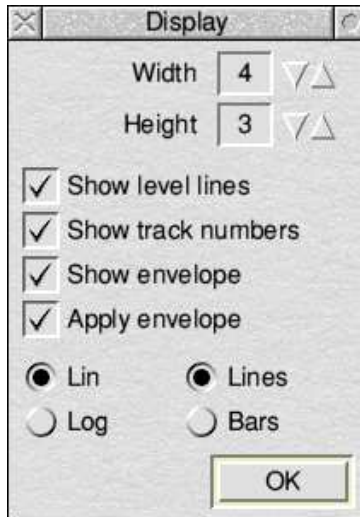 Display
Width 4
Height 3
Show level lines
Show track numbers
Show envelope
Apply envelope
Lin Lines
Log Bars
OK